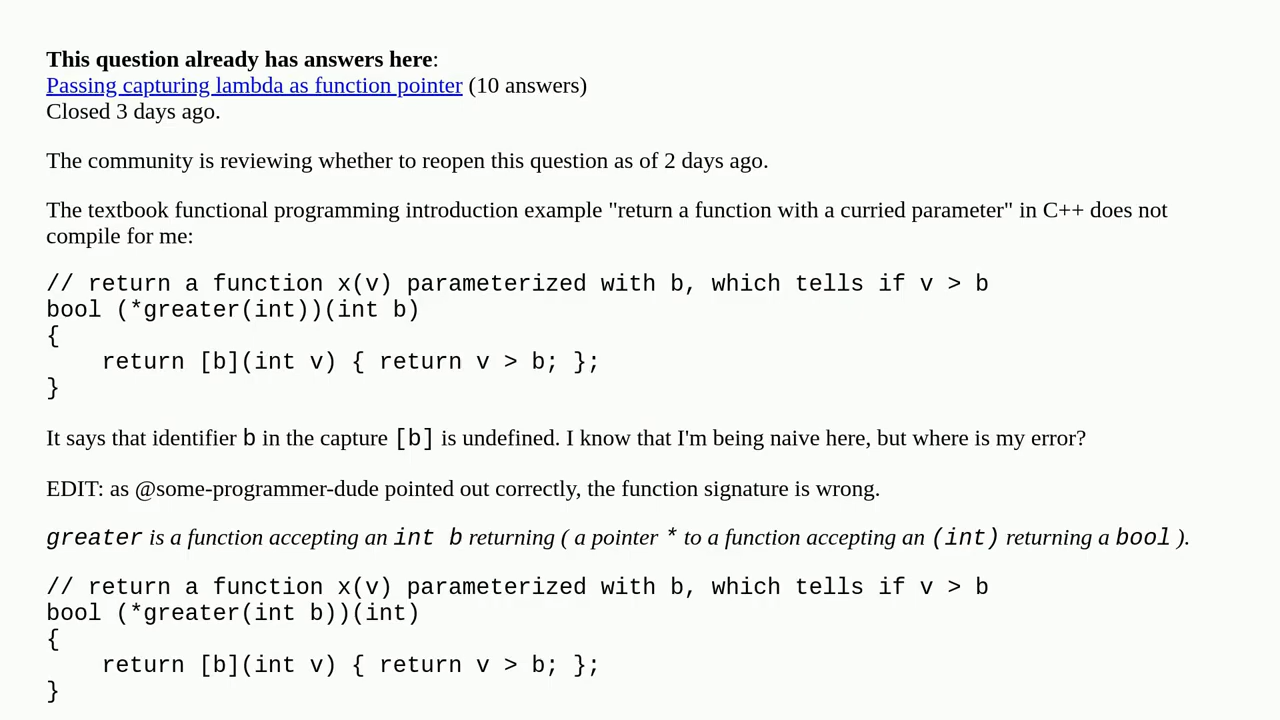 This question already has answers here:
Passing capturing lambda as function pointer (10 answers)
Closed 3 days ago.
The community is reviewing whether to reopen this question as of 2 days ago.
The textbook functional programming introduction example "return a function with a curried parameter" in C++ does not
compile for me:
// return a function x(v) parameterized with b, which tells if v > b
bool (*greater(int))(int b)
{
    return [b](int v) { return v > b; };
}
It says that identifier b in the capture [b] is undefined. I know that I'm being naive here, but where is my error?
EDIT: as @some-programmer-dude pointed out correctly, the function signature is wrong.
greater is a function accepting an int b returning ( a pointer * to a function accepting an (int) returning a bool ).
// return a function x(v) parameterized with b, which tells if v > b
bool (*greater(int b))(int)
{
    return [b](int v) { return v > b; };
}